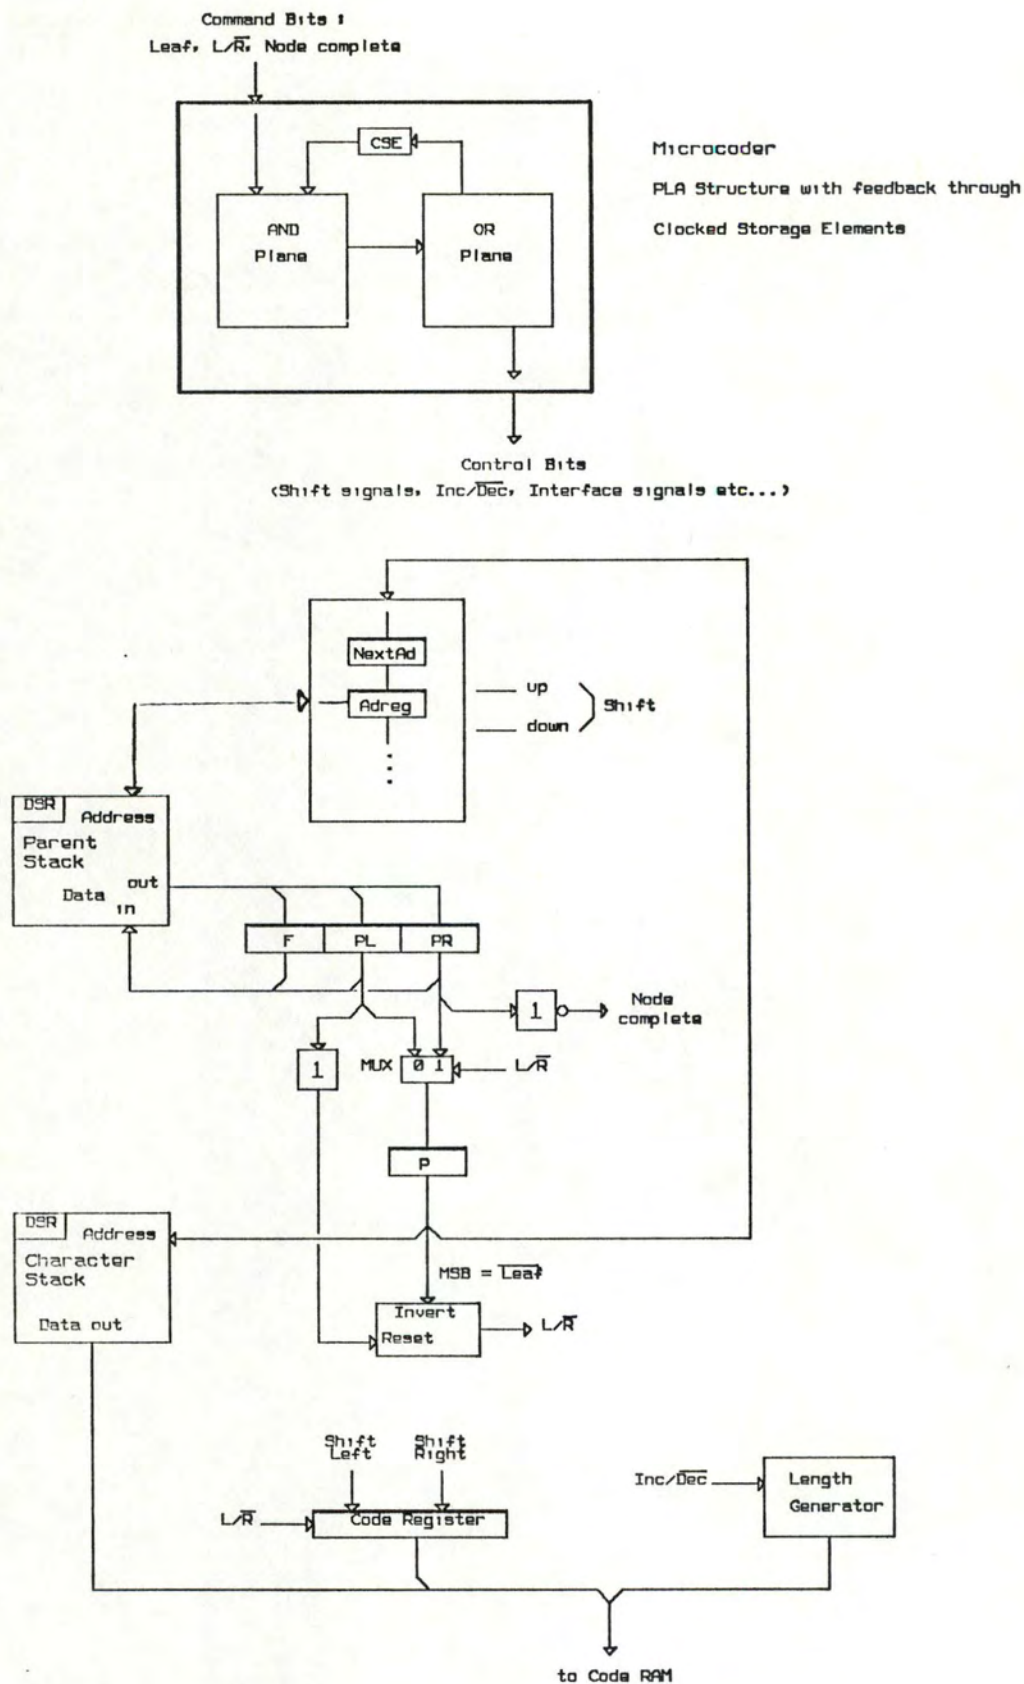 Command Bits :
Leaf, L/R̅, Node complete
CSE
AND
Plane
OR
Plane
Microcoder
PLA Structure with feedback through
Clocked Storage Elements
Control Bits
(Shift signals, Inc/D̅e̅c̅, Interface signals etc...)
NextAd
Adreg
up
down
Shift
DSR
Address
Parent
Stack
Data
out
in
F
PL
PR
1
Node
complete
1
MUX
0 1
L/R̅
P
DSR
Address
Character
Stack
Data out
MSB = L̅e̅a̅f̅
Invert
Reset
L/R̅
Shift
Left
Shift
Right
L/R̅
Code Register
Inc/D̅e̅c̅
Length
Generator
to Code RAM